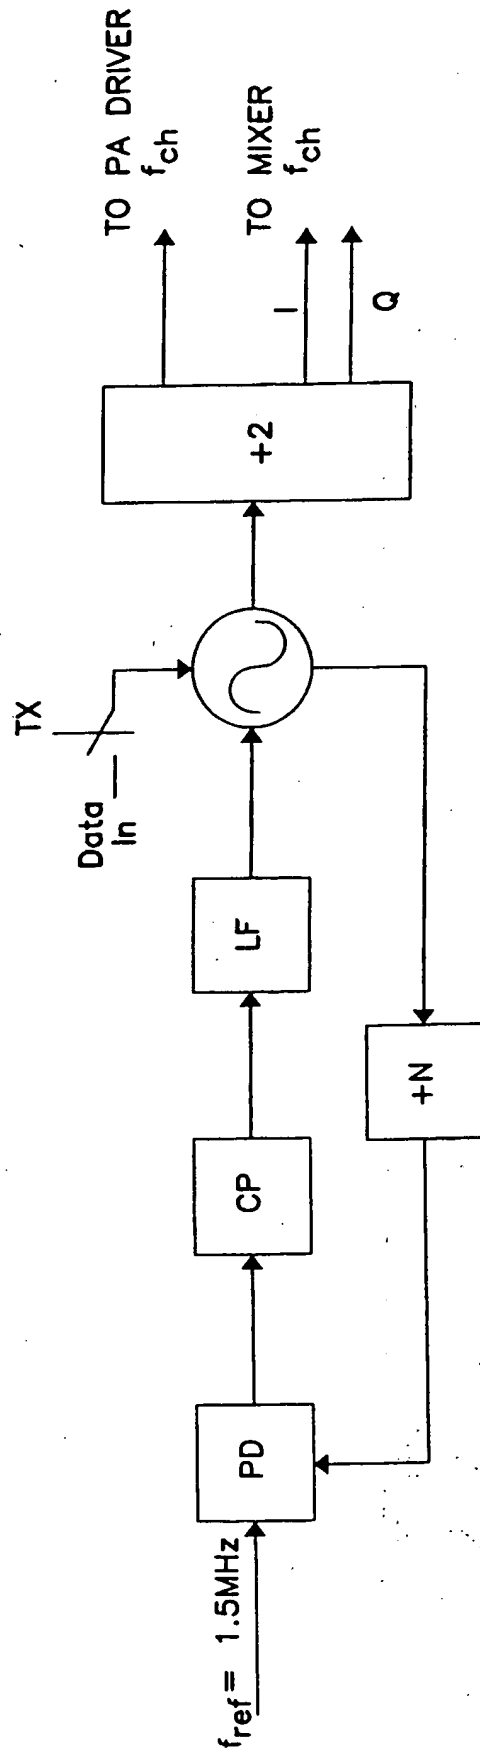 f_ref = 1.5MHz
PD
CP
LF
+N
Data
In
TX
+2
TO PA DRIVER
f_ch
I
Q
TO MIXER
f_ch